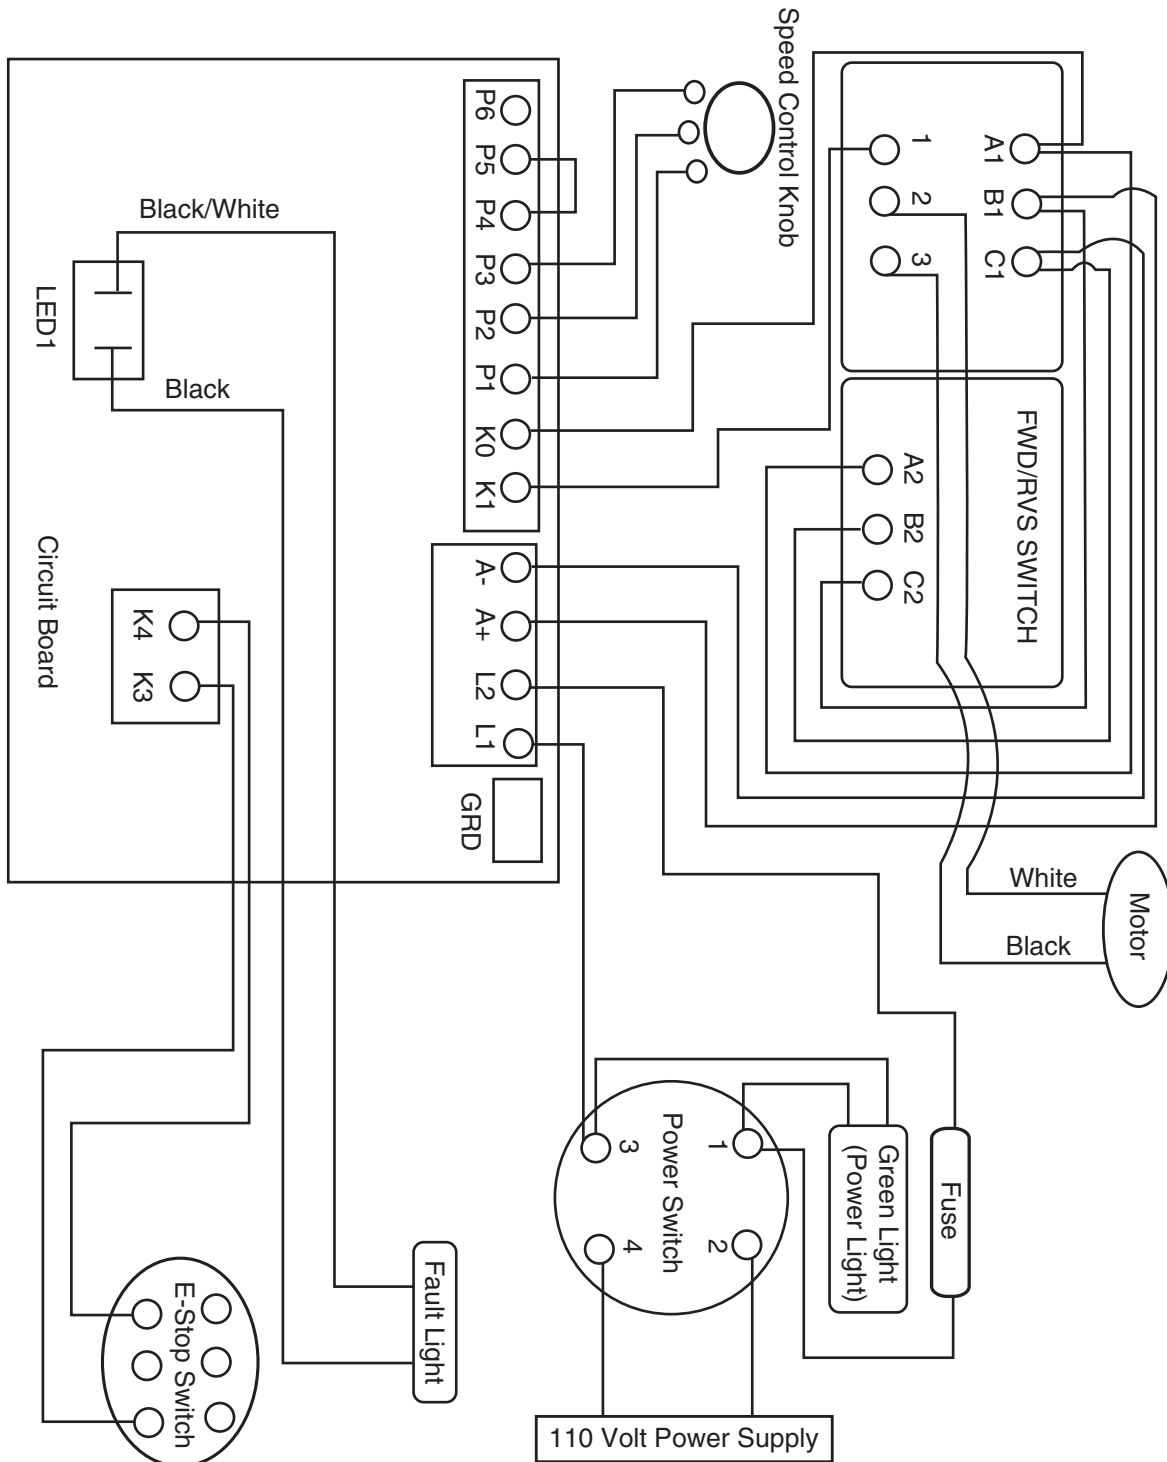 Speed Control Knob
P6
P5
P4
P3
P2
P1
K0
K1
A-
A+
L2
L1
GRD
Black/White
LED1
Black
Circuit Board
K4
K3
1
2
3
A1
B1
C1
FWD/RVS SWITCH
A2
B2
C2
White
Black
Motor
Power Switch
1
2
3
4
Green Light
(Power Light)
Fuse
Fault Light
E-Stop Switch
110 Volt Power Supply